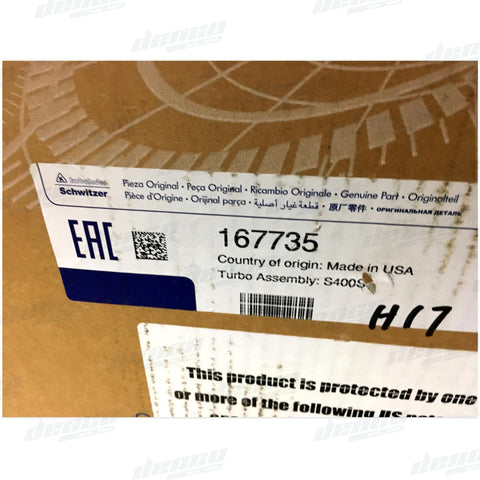 denco
Schwitzer
Pieza Original · Peça Original · Ricambio Originale · Genuine Part · Originalteil
Pièce d'Origine · Orijinal parça · قطعة غيار أصلية · 原厂零件 · ОРИГИНАЛЬНАЯ ДЕТАЛЬ
EAC
167735
Country of origin: Made in USA
Turbo Assembly: S400S
H17
This product is protected by one
or more of the following US